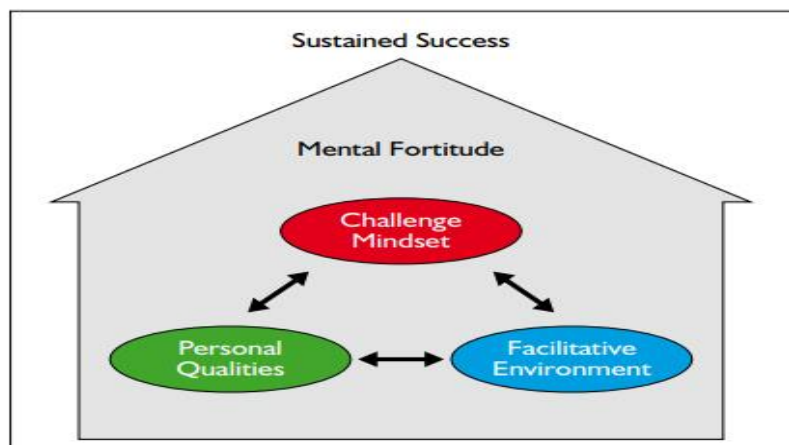 Sustained Success
Mental Fortitude
Challenge
Mindset
Personal
Qualities
Facilitative
Environment